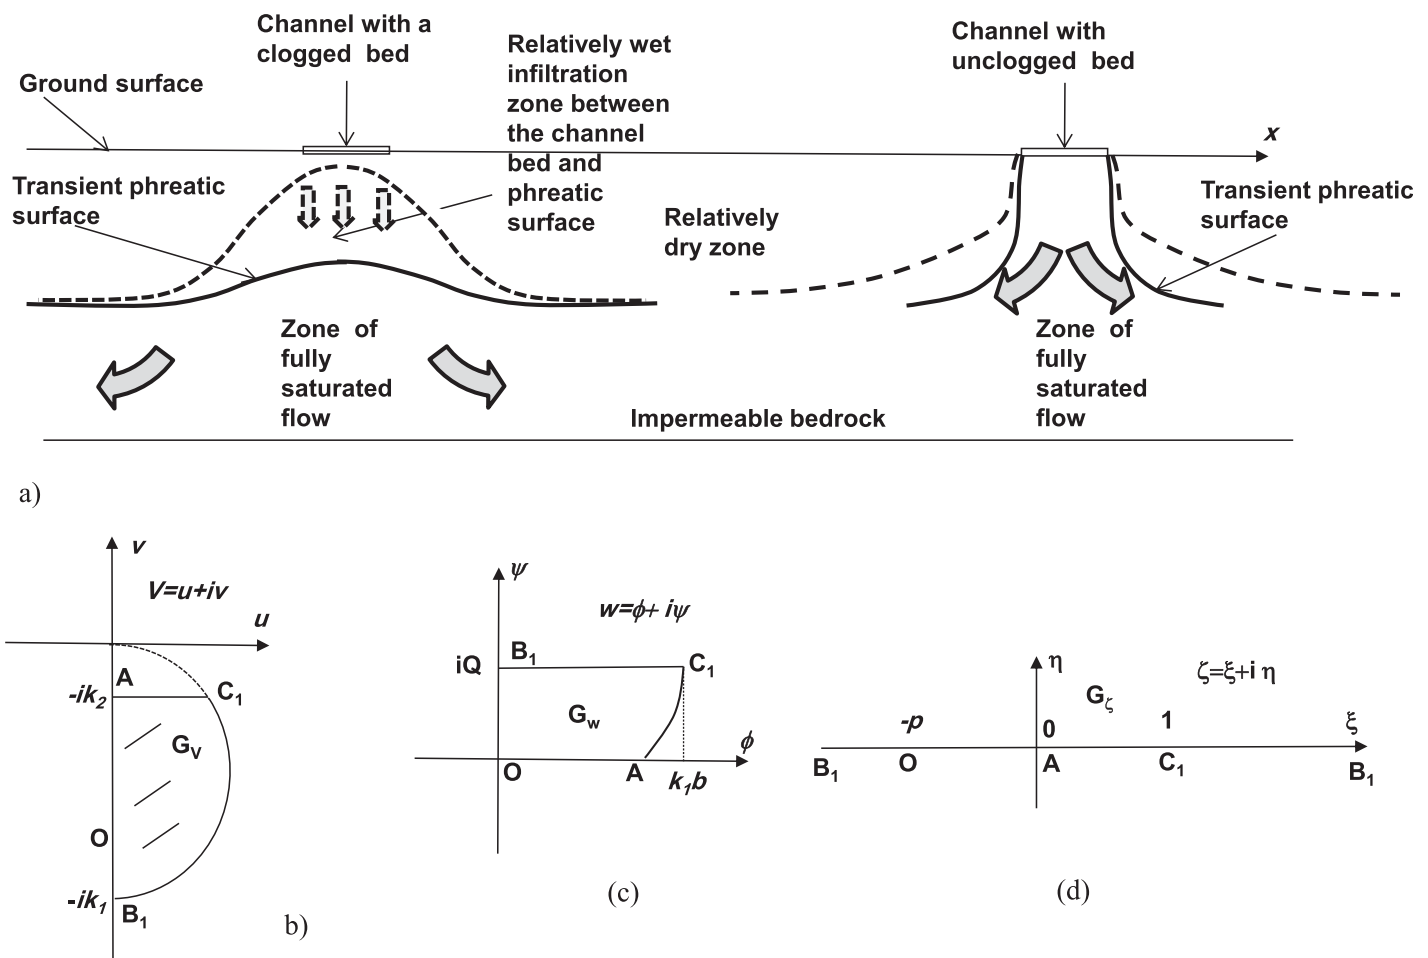 Channel with a
clogged bed
Relatively wet
infiltration
zone between
the channel
bed and
phreatic
surface
Channel with
unclogged bed
Ground surface
x
Transient phreatic
surface
Relatively
dry zone
Transient phreatic
surface
Zone of
fully
saturated
flow
Zone of
fully
saturated
flow
Impermeable bedrock
a)
v
V=u+iv
u
A
-ik₂
C₁
G_V
O
-ik₁
B₁
b)
ψ
w=ϕ+ iψ
iQ
B₁
C₁
G_w
ϕ
O
A
k₁b
(c)
η
ζ=ξ+i η
G_ζ
-p
0
1
ξ
B₁
O
A
C₁
B₁
(d)